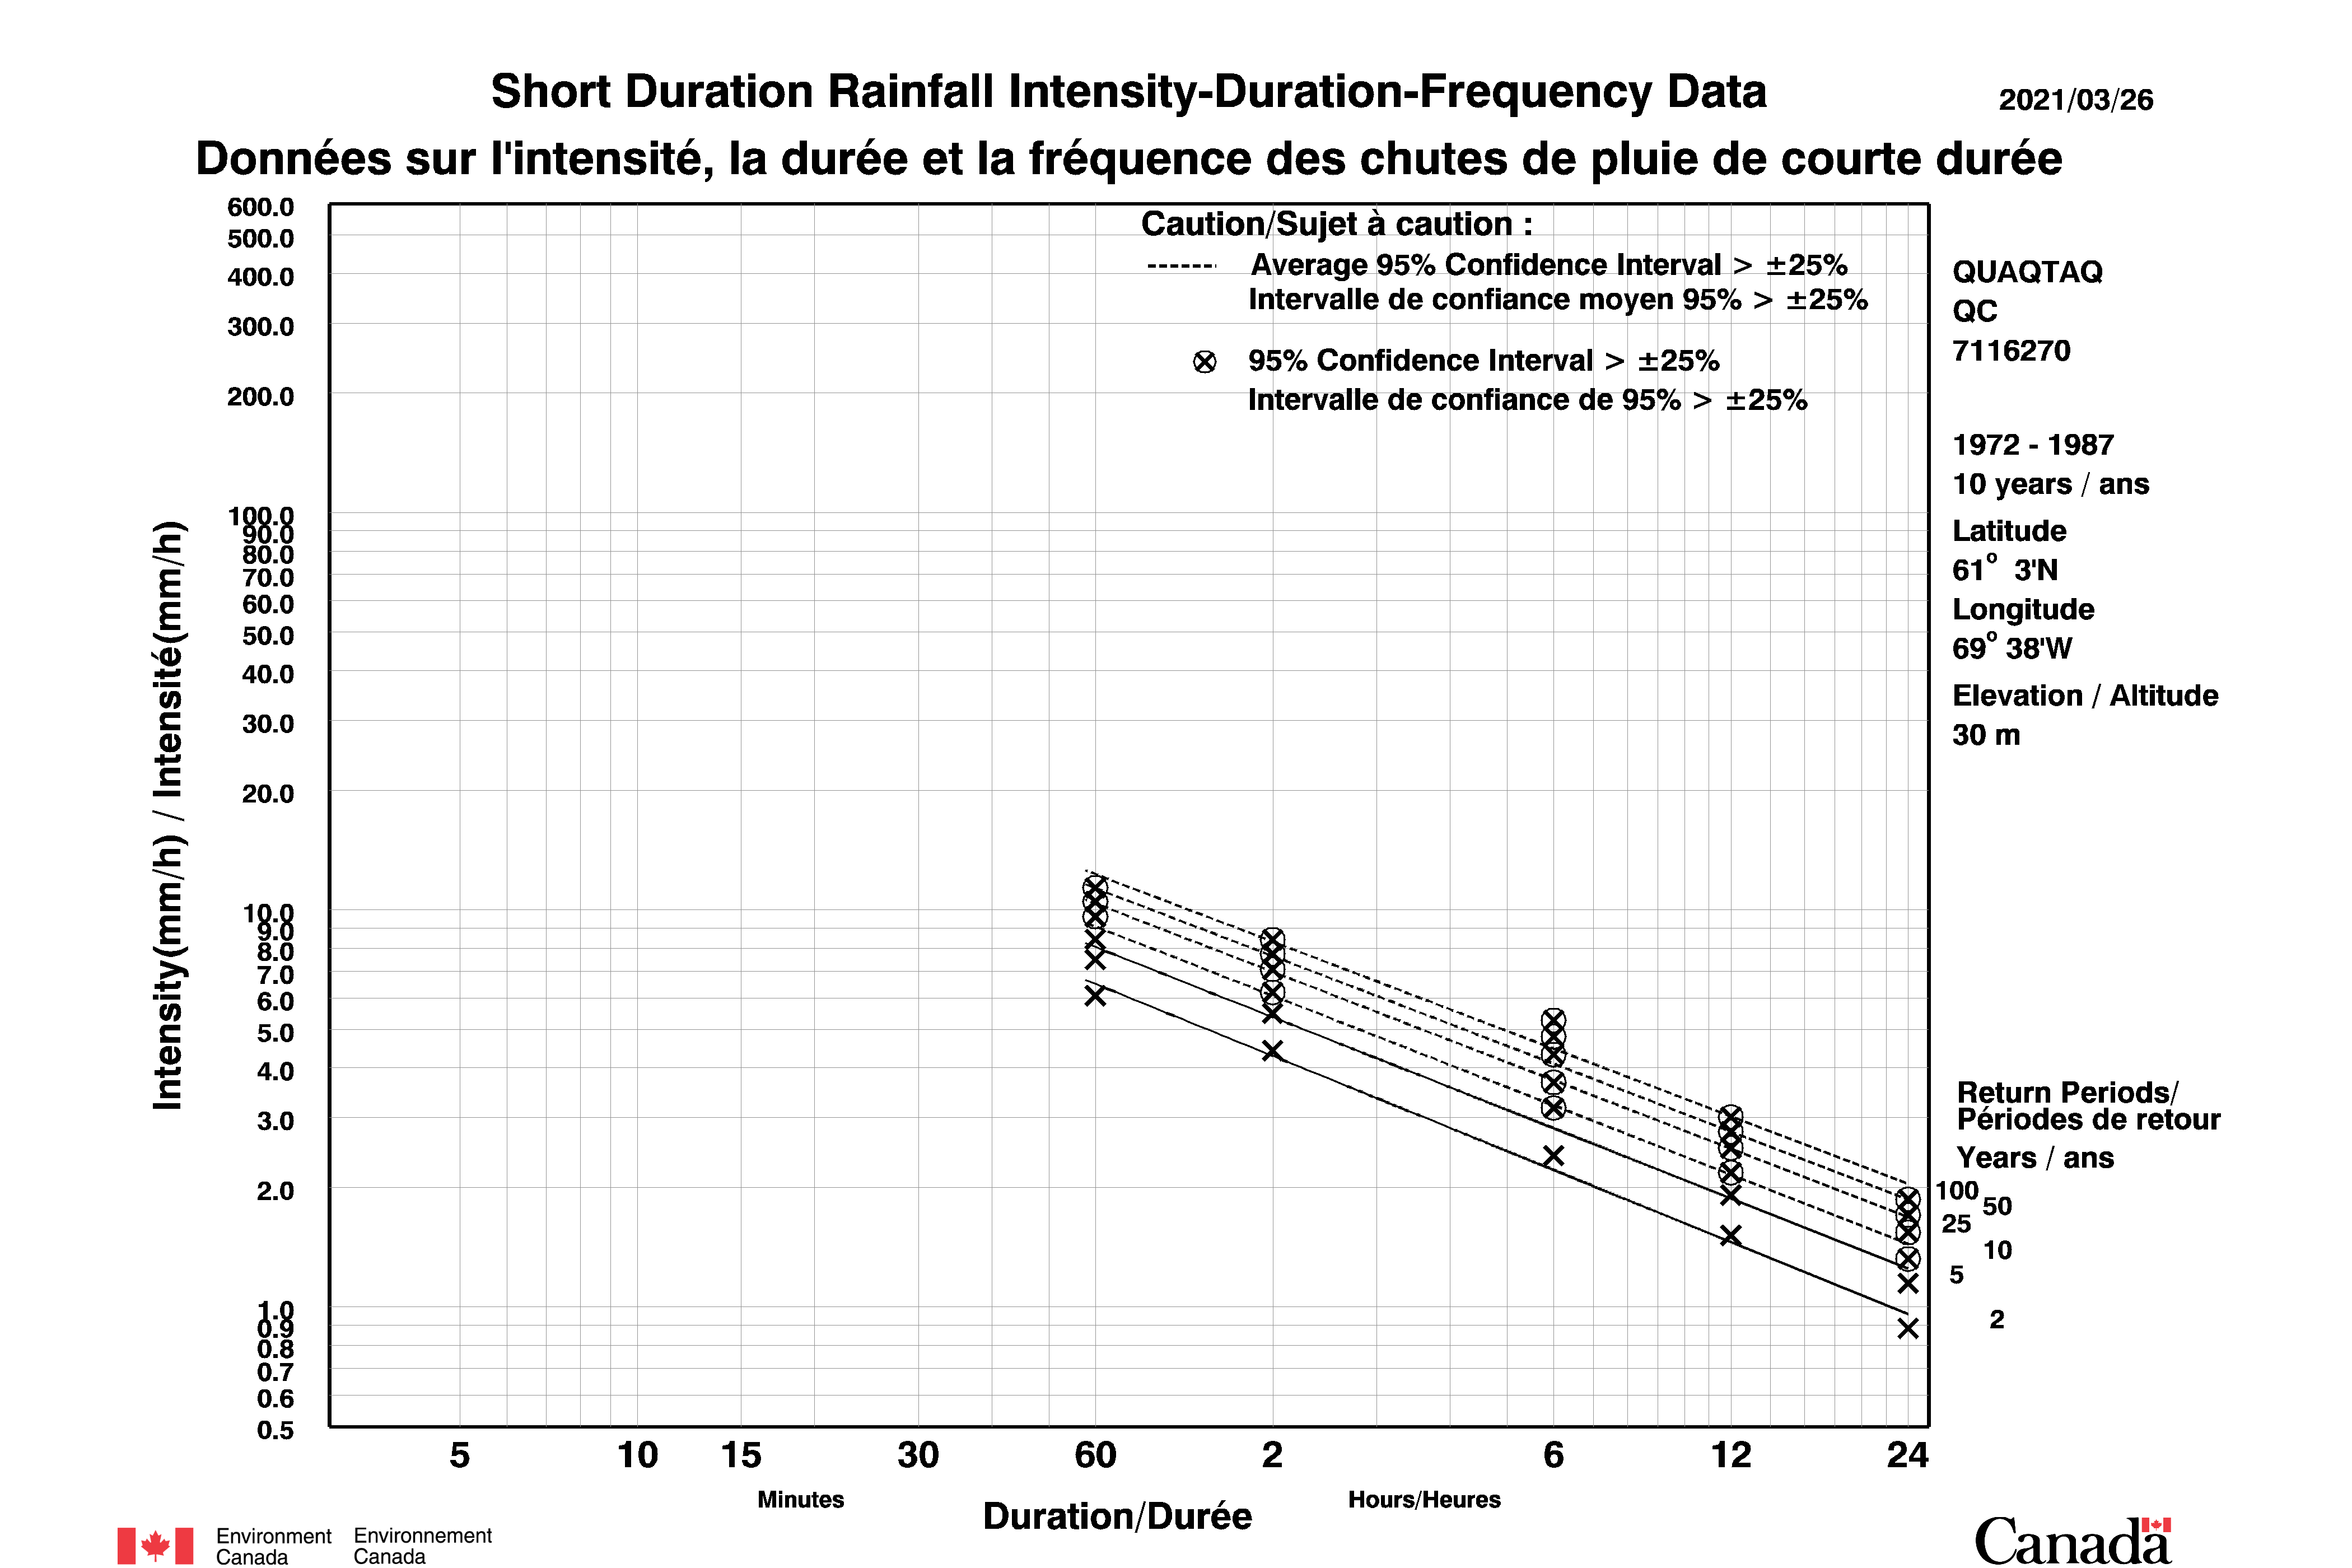 Short Duration Rainfall Intensity-Duration-Frequency Data
2021/03/26
Données sur l'intensité, la durée et la fréquence des chutes de pluie de courte durée
Caution/Sujet à caution :
Average 95% Confidence Interval > ±25%
Intervalle de confiance moyen 95% > ±25%
95% Confidence Interval > ±25%
Intervalle de confiance de 95% > ±25%
QUAQTAQ
QC
7116270
1972 - 1987
10 years / ans
Latitude
61° 3'N
Longitude
69° 38'W
Elevation / Altitude
30 m
Return Periods/
Périodes de retour
Years / ans
100
50
25
10
5
2
Intensity(mm/h) / Intensité(mm/h)
600.0
500.0
400.0
300.0
200.0
100.0
90.0
80.0
70.0
60.0
50.0
40.0
30.0
20.0
10.0
9.0
8.0
7.0
6.0
5.0
4.0
3.0
2.0
1.0
0.9
0.8
0.7
0.6
0.5
5 10 15 30 60 2 6 12 24
Minutes Hours/Heures
Duration/Durée
Environment Environnement
Canada Canada
Canada